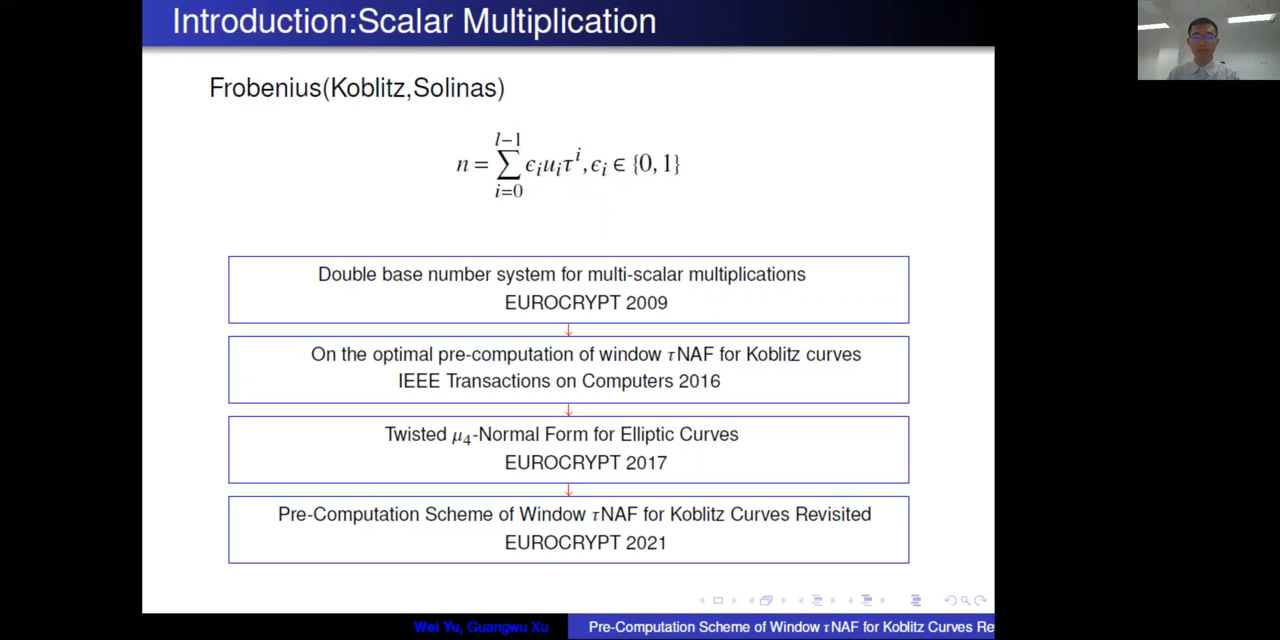 Introduction:Scalar Multiplication
Frobenius(Koblitz,Solinas)
n = \sum_{i=0}^{l-1} ϵ_i u_i τ^i, ϵ_i ∈ {0, 1}
Double base number system for multi-scalar multiplications
EUROCRYPT 2009
On the optimal pre-computation of window τNAF for Koblitz curves
IEEE Transactions on Computers 2016
Twisted μ₄-Normal Form for Elliptic Curves
EUROCRYPT 2017
Pre-Computation Scheme of Window τNAF for Koblitz Curves Revisited
EUROCRYPT 2021
Wei Yu, Guangwu Xu
Pre-Computation Scheme of Window τNAF for Koblitz Curves Re